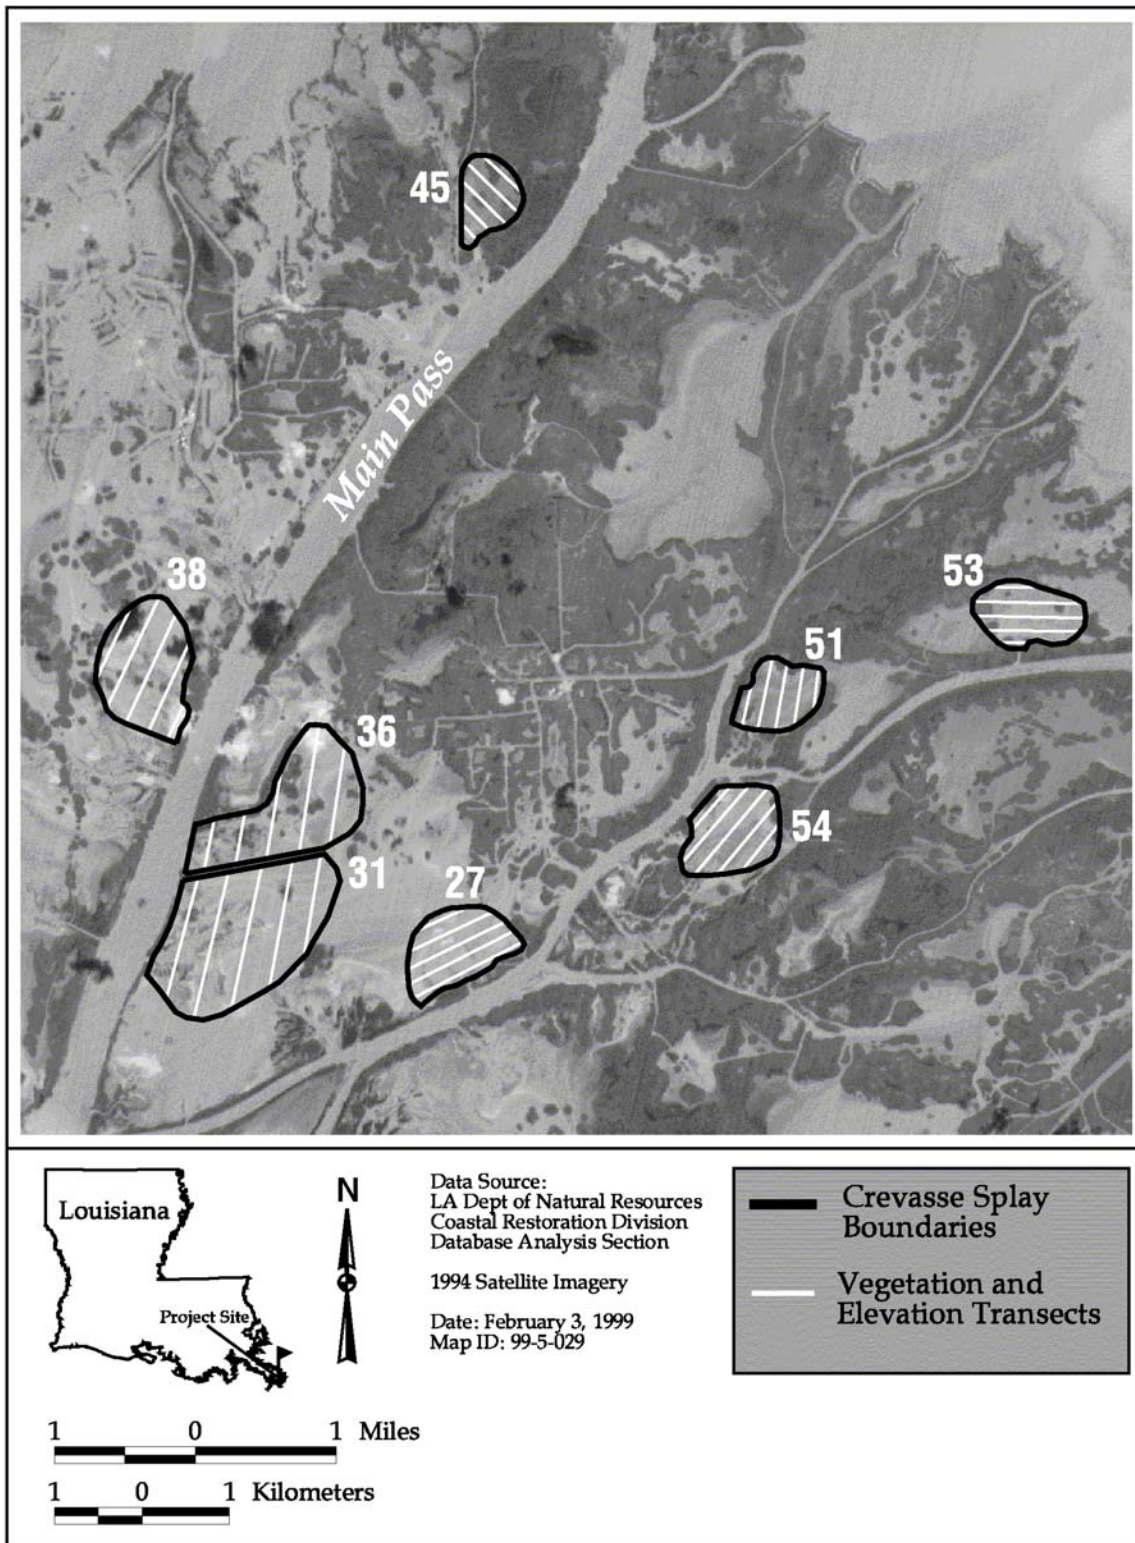 45
Main Pass
38
53
51
36
54
31
27
Louisiana
Project Site
N
Data Source:
LA Dept of Natural Resources
Coastal Restoration Division
Database Analysis Section
1994 Satellite Imagery
Date: February 3, 1999
Map ID: 99-5-029
Crevasse Splay
Boundaries
Vegetation and
Elevation Transects
1 0 1 Miles
1 0 1 Kilometers